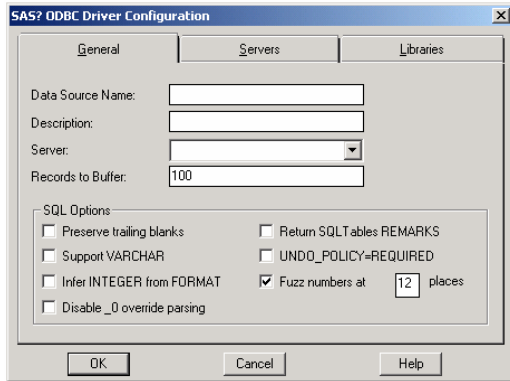 SAS? ODBC Driver Configuration
General Servers Libraries
Data Source Name:
Description:
Server:
Records to Buffer: 100
SQL Options
Preserve trailing blanks Return SQLTables REMARKS
Support VARCHAR UNDO_POLICY=REQUIRED
Infer INTEGER from FORMAT Fuzz numbers at 12 places
Disable _0 override parsing
OK Cancel Help